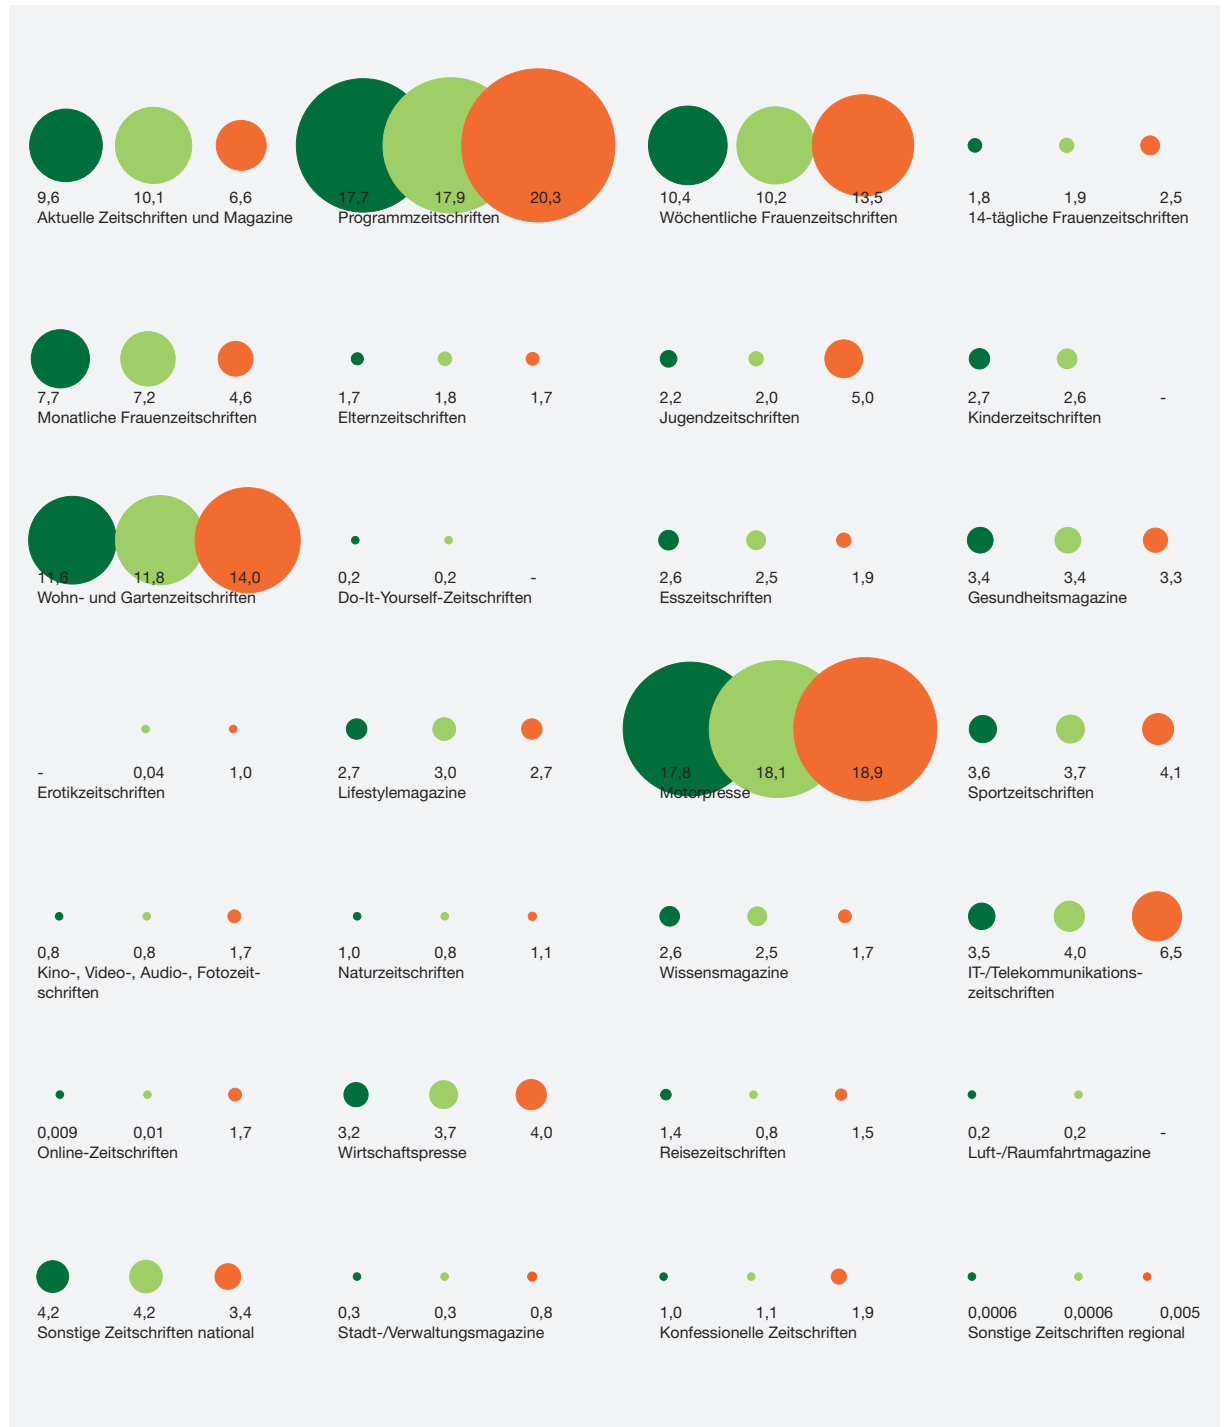 9,6 10,1 6,6
Aktuelle Zeitschriften und Magazine
17,7 17,9 20,3
Programmzeitschriften
10,4 10,2 13,5
Wöchentliche Frauenzeitschriften
1,8 1,9 2,5
14-tägliche Frauenzeitschriften
7,7 7,2 4,6
Monatliche Frauenzeitschriften
1,7 1,8 1,7
Elternzeitschriften
2,2 2,0 5,0
Jugendzeitschriften
2,7 2,6 -
Kinderzeitschriften
11,6 11,8 14,0
Wohn- und Gartenzeitschriften
0,2 0,2 -
Do-It-Yourself-Zeitschriften
2,6 2,5 1,9
Esszeitschriften
3,4 3,4 3,3
Gesundheitsmagazine
- 0,04 1,0
Erotikzeitschriften
2,7 3,0 2,7
Lifestylemagazine
17,8 18,1 18,9
Motorpresse
3,6 3,7 4,1
Sportzeitschriften
0,8 0,8 1,7
Kino-, Video-, Audio-, Fotozeit-
schriften
1,0 0,8 1,1
Naturzeitschriften
2,6 2,5 1,7
Wissensmagazine
3,5 4,0 6,5
IT-/Telekommunikations-
zeitschriften
0,009 0,01 1,7
Online-Zeitschriften
3,2 3,7 4,0
Wirtschaftspresse
1,4 0,8 1,5
Reisezeitschriften
0,2 0,2 -
Luft-/Raumfahrtmagazine
4,2 4,2 3,4
Sonstige Zeitschriften national
0,3 0,3 0,8
Stadt-/Verwaltungsmagazine
1,0 1,1 1,9
Konfessionelle Zeitschriften
0,0006 0,0006 0,005
Sonstige Zeitschriften regional